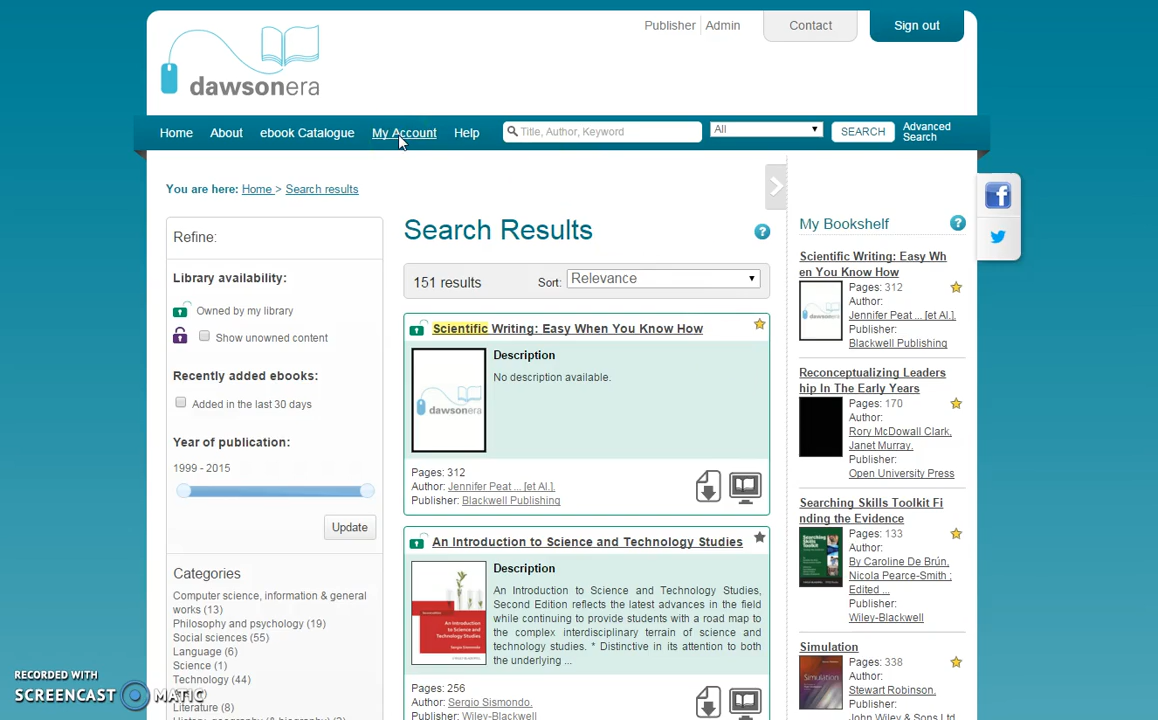 Publisher
Admin
Contact
Sign out
dawsonera
Home
About
ebook Catalogue
My Account
Help
Title, Author, Keyword
All
SEARCH
Advanced
Search
You are here: Home > Search results
Refine:
Library availability:
Owned by my library
Show unowned content
Recently added ebooks:
Added in the last 30 days
Year of publication:
1999 - 2015
Update
Categories
Computer science, information & general
works (13)
Philosophy and psychology (19)
Social sciences (55)
Language (6)
Science (1)
Technology (44)
Literature (8)
Search Results
151 results
Sort:
Relevance
Scientific Writing: Easy When You Know How
Description
No description available.
dawsonera
Pages: 312
Author: Jennifer Peat ... [et Al.].
Publisher: Blackwell Publishing
An Introduction to Science and Technology Studies
Description
An Introduction to Science and Technology Studies,
Second Edition reflects the latest advances in the field
while continuing to provide students with a road map to
the complex interdisciplinary terrain of science and
technology studies. * Distinctive in its attention to both
the underlying ...
An Introduction to
Science and
Technology Studies
Pages: 256
Author: Sergio Sismondo.
Publisher: Wiley-Blackwell
My Bookshelf
Scientific Writing: Easy Wh
en You Know How
Pages: 312
Author:
Jennifer Peat ... [et Al.].
Publisher:
Blackwell Publishing
Reconceptualizing Leaders
hip In The Early Years
Pages: 170
Author:
Rory McDowall Clark,
Janet Murray.
Publisher:
Open University Press
Searching Skills Toolkit Fi
nding the Evidence
Pages: 133
Author:
By Caroline De Brún,
Nicola Pearce-Smith ;
Edited ...
Publisher:
Wiley-Blackwell
Simulation
Pages: 338
Author:
Stewart Robinson.
Publisher:
John Wiley & Sons Ltd
RECORDED WITH
SCREENCAST MATIC